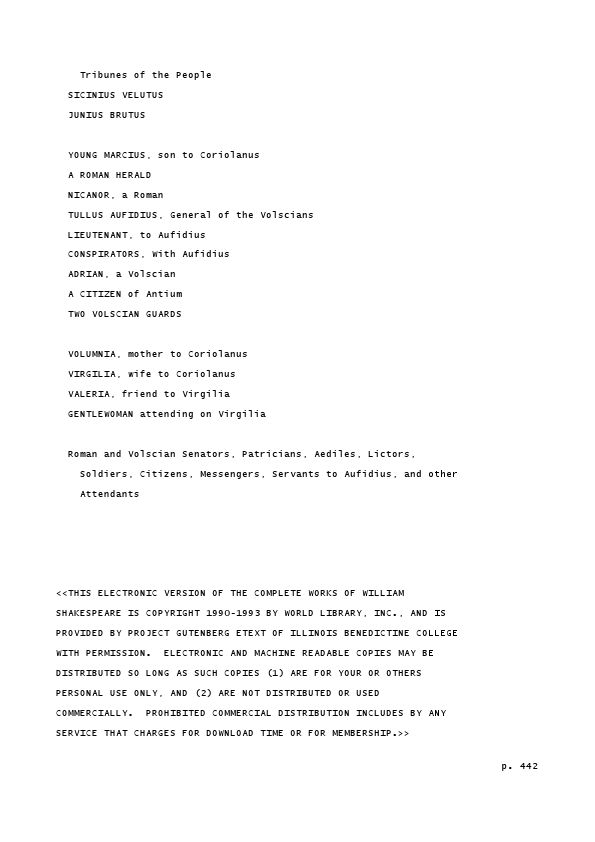 Tribunes of the People
SICINIUS VELUTUS
JUNIUS BRUTUS
YOUNG MARCIUS, son to Coriolanus
A ROMAN HERALD
NICANOR, a Roman
TULLUS AUFIDIUS, General of the Volscians
LIEUTENANT, to Aufidius
CONSPIRATORS, With Aufidius
ADRIAN, a Volscian
A CITIZEN of Antium
TWO VOLSCIAN GUARDS
VOLUMNIA, mother to Coriolanus
VIRGILIA, wife to Coriolanus
VALERIA, friend to Virgilia
GENTLEWOMAN attending on Virgilia
Roman and Volscian Senators, Patricians, Aediles, Lictors,
Soldiers, Citizens, Messengers, Servants to Aufidius, and other
Attendants
<<THIS ELECTRONIC VERSION OF THE COMPLETE WORKS OF WILLIAM
SHAKESPEARE IS COPYRIGHT 1990-1993 BY WORLD LIBRARY, INC., AND IS
PROVIDED BY PROJECT GUTENBERG ETEXT OF ILLINOIS BENEDICTINE COLLEGE
WITH PERMISSION.  ELECTRONIC AND MACHINE READABLE COPIES MAY BE
DISTRIBUTED SO LONG AS SUCH COPIES (1) ARE FOR YOUR OR OTHERS
PERSONAL USE ONLY, AND (2) ARE NOT DISTRIBUTED OR USED
COMMERCIALLY.  PROHIBITED COMMERCIAL DISTRIBUTION INCLUDES BY ANY
SERVICE THAT CHARGES FOR DOWNLOAD TIME OR FOR MEMBERSHIP.>>
p. 442